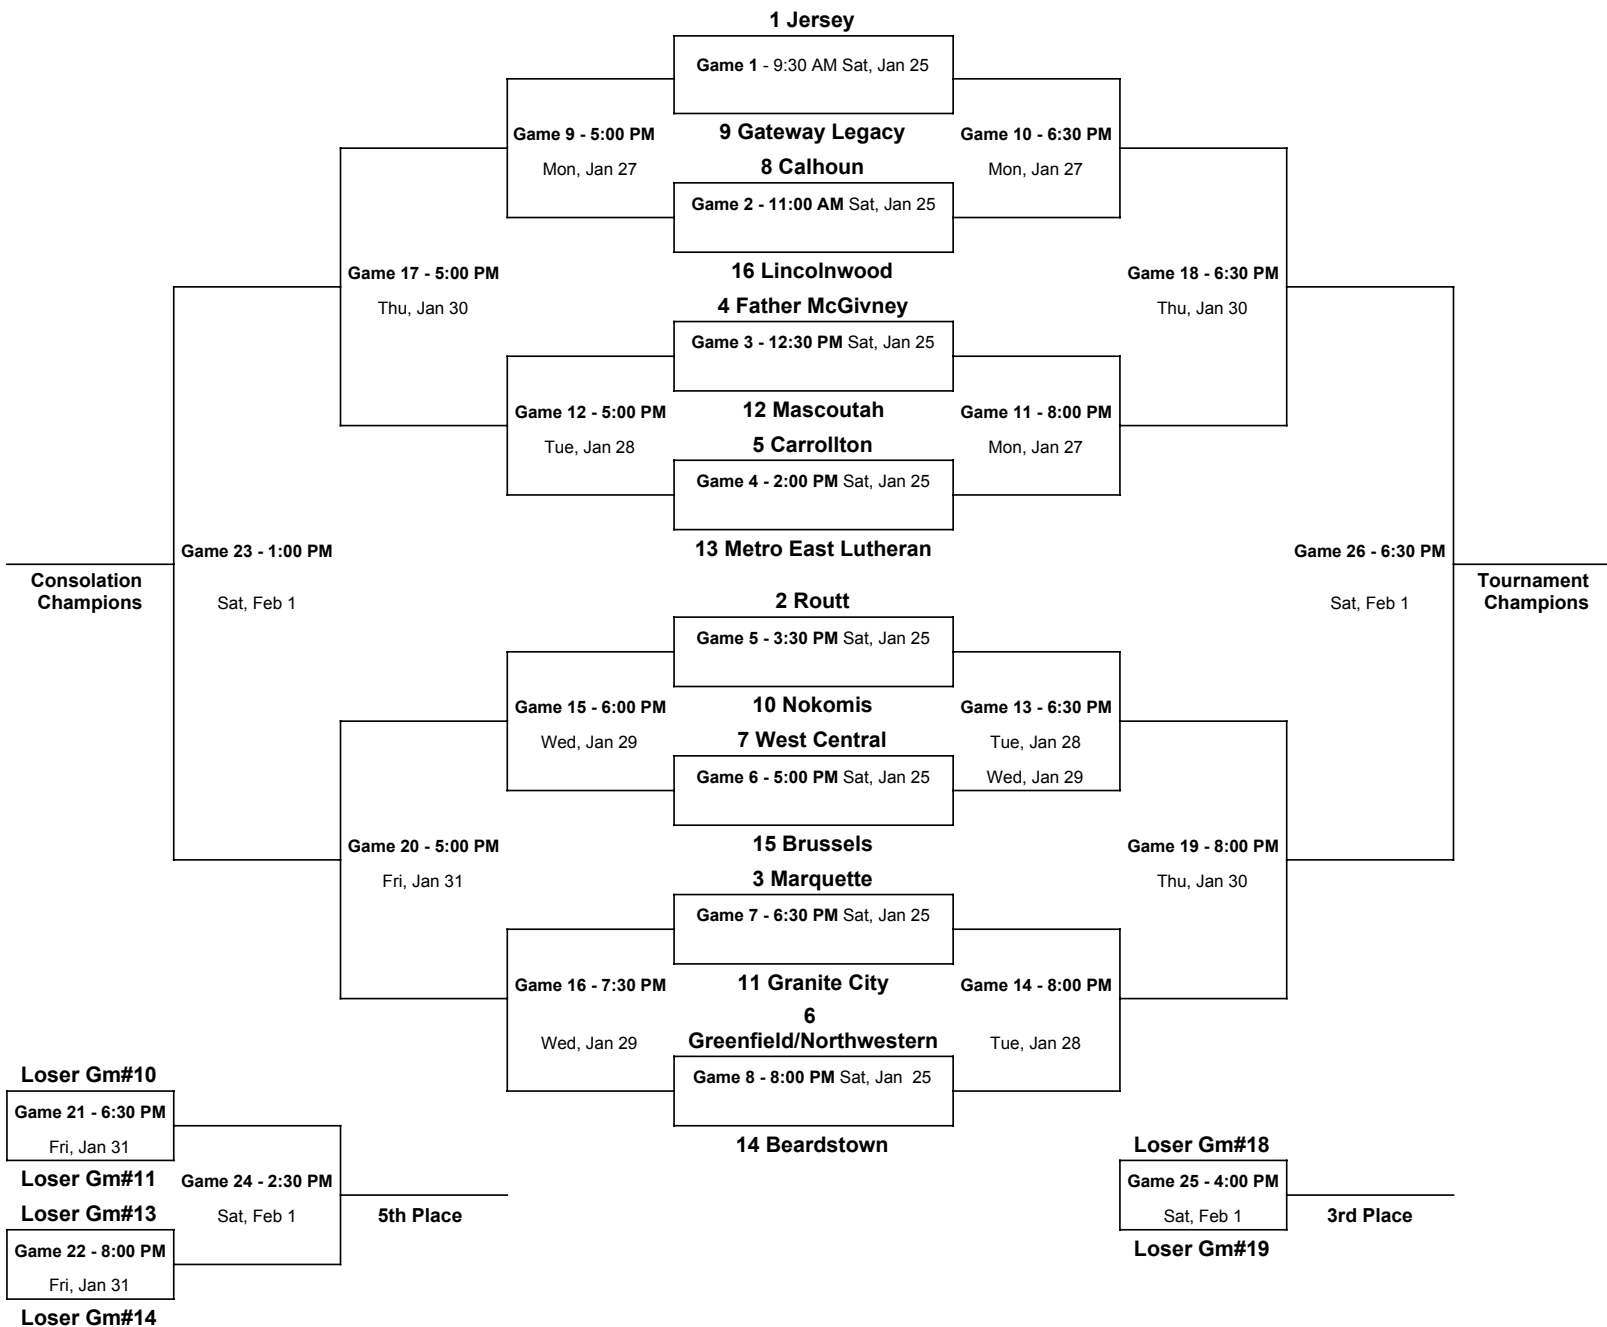 1 Jersey
Game 1 - 9:30 AM Sat, Jan 25
Game 9 - 5:00 PM
9 Gateway Legacy
Game 10 - 6:30 PM
Mon, Jan 27
8 Calhoun
Mon, Jan 27
Game 2 - 11:00 AM Sat, Jan 25
Game 17 - 5:00 PM
16 Lincolnwood
Game 18 - 6:30 PM
Thu, Jan 30
4 Father McGivney
Thu, Jan 30
Game 3 - 12:30 PM Sat, Jan 25
Game 12 - 5:00 PM
12 Mascoutah
Game 11 - 8:00 PM
Tue, Jan 28
5 Carrollton
Mon, Jan 27
Game 4 - 2:00 PM Sat, Jan 25
Game 23 - 1:00 PM
13 Metro East Lutheran
Game 26 - 6:30 PM
Consolation
Champions
Sat, Feb 1
2 Routt
Sat, Feb 1
Tournament
Champions
Game 5 - 3:30 PM Sat, Jan 25
Game 15 - 6:00 PM
10 Nokomis
Game 13 - 6:30 PM
Wed, Jan 29
7 West Central
Tue, Jan 28
Game 6 - 5:00 PM Sat, Jan 25
Wed, Jan 29
Game 20 - 5:00 PM
15 Brussels
Game 19 - 8:00 PM
Fri, Jan 31
3 Marquette
Thu, Jan 30
Game 7 - 6:30 PM Sat, Jan 25
Game 16 - 7:30 PM
11 Granite City
Game 14 - 8:00 PM
Wed, Jan 29
6
Greenfield/Northwestern
Tue, Jan 28
Loser Gm#10
Game 8 - 8:00 PM Sat, Jan 25
Game 21 - 6:30 PM
Fri, Jan 31
14 Beardstown
Loser Gm#18
Loser Gm#11
Game 24 - 2:30 PM
Game 25 - 4:00 PM
Loser Gm#13
Sat, Feb 1
5th Place
Sat, Feb 1
3rd Place
Game 22 - 8:00 PM
Loser Gm#19
Fri, Jan 31
Loser Gm#14